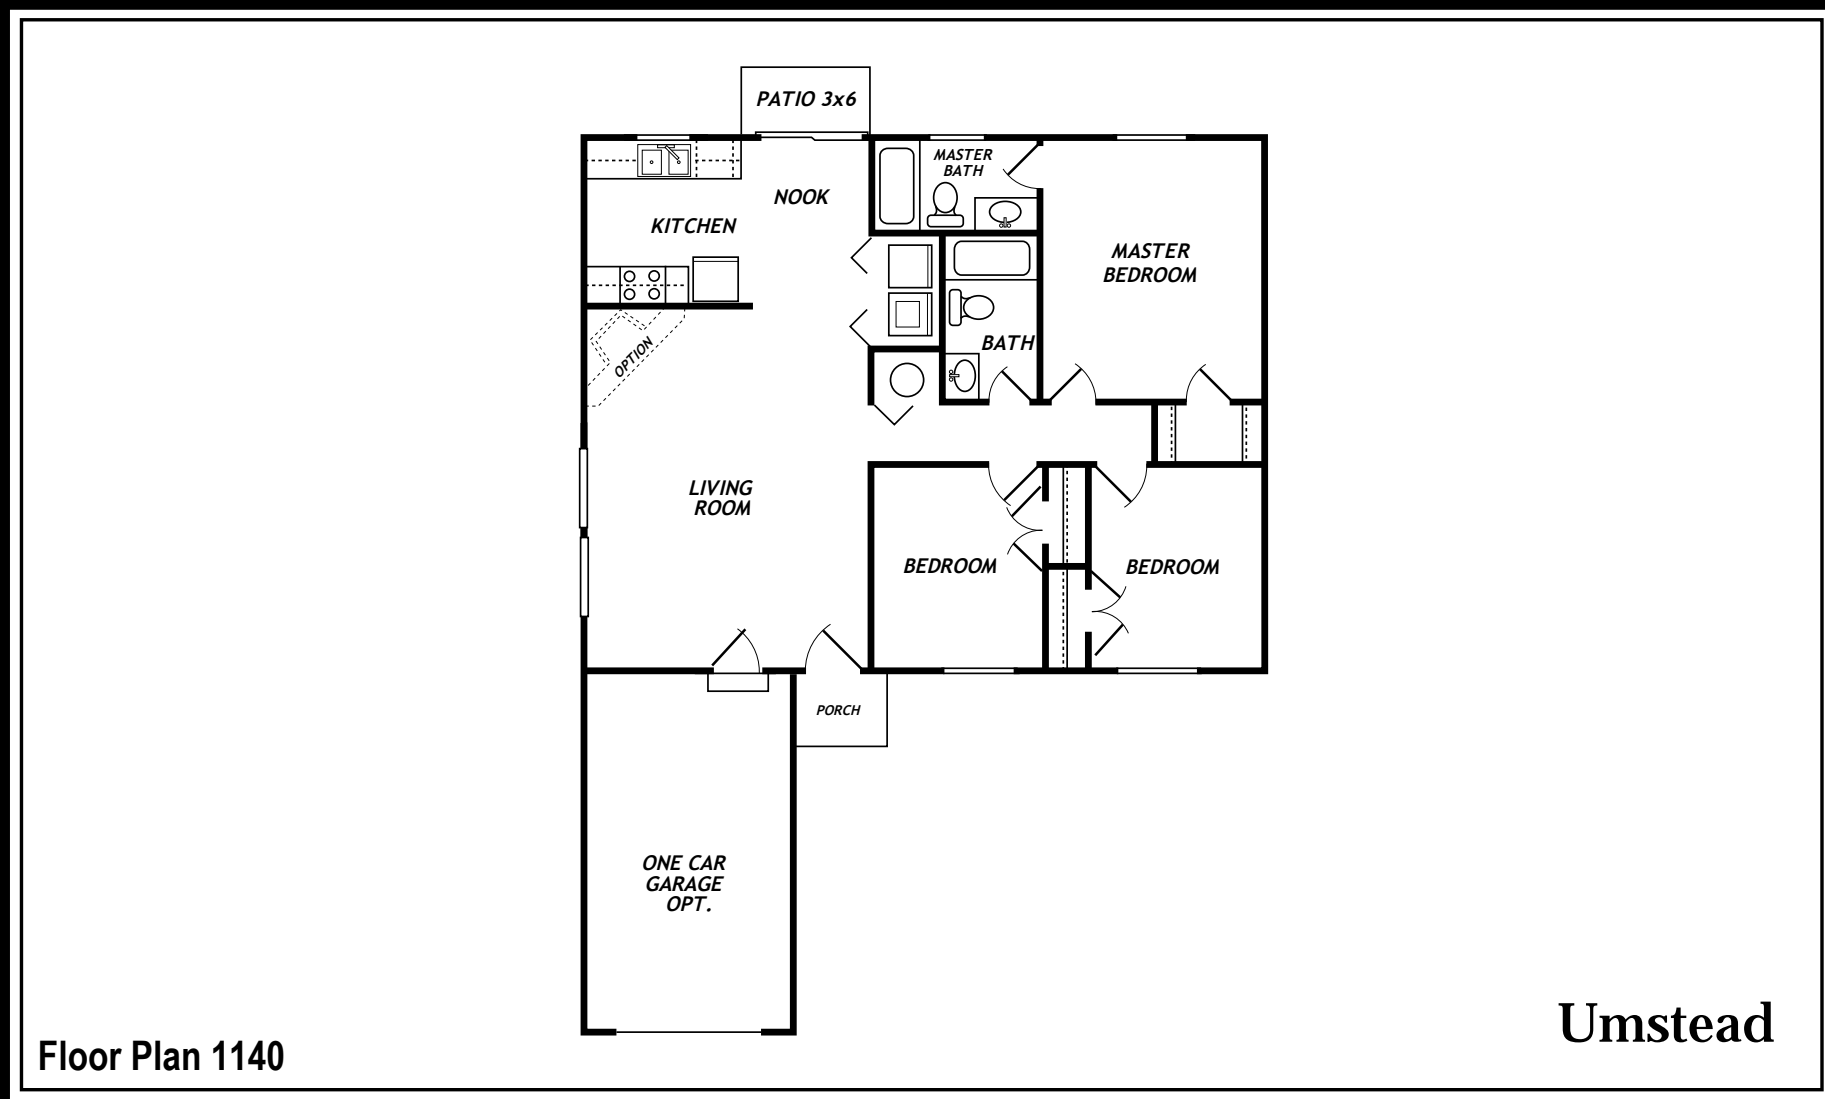 PATIO 3x6
MASTER
BATH
NOOK
KITCHEN
MASTER
BEDROOM
BATH
OPTION
LIVING
ROOM
BEDROOM
BEDROOM
PORCH
ONE CAR
GARAGE
OPT.
Umstead
Floor Plan 1140